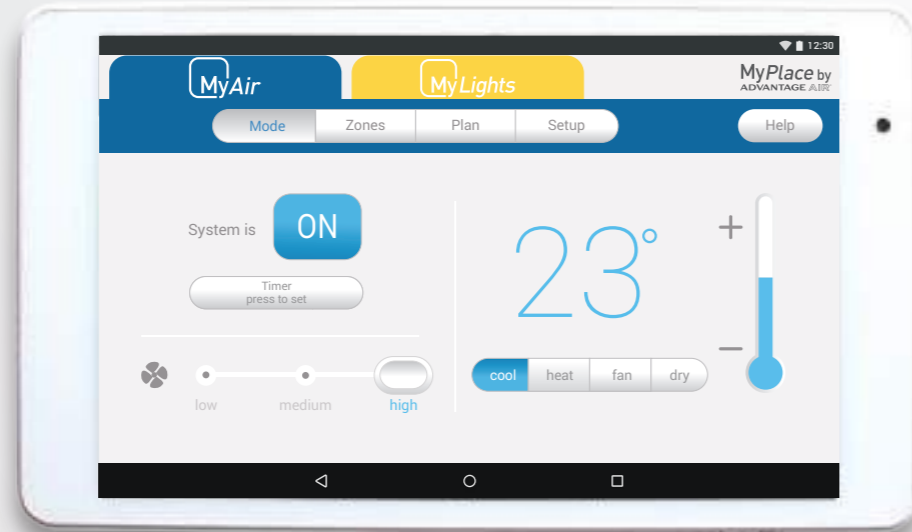 12:30
MyAir
MyLights
MyPlace by
ADVANTAGE AIR
Mode
Zones
Plan
Setup
Help
System is
ON
Timer
press to set
23°
+
−
low
medium
high
cool
heat
fan
dry